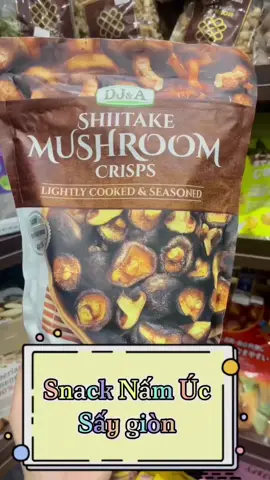 DJ&A
SHIITAKE
MUSHROOM
CRISPS
LIGHTLY COOKED & SEASONED
Snack Nấm Úc
Sấy giòn